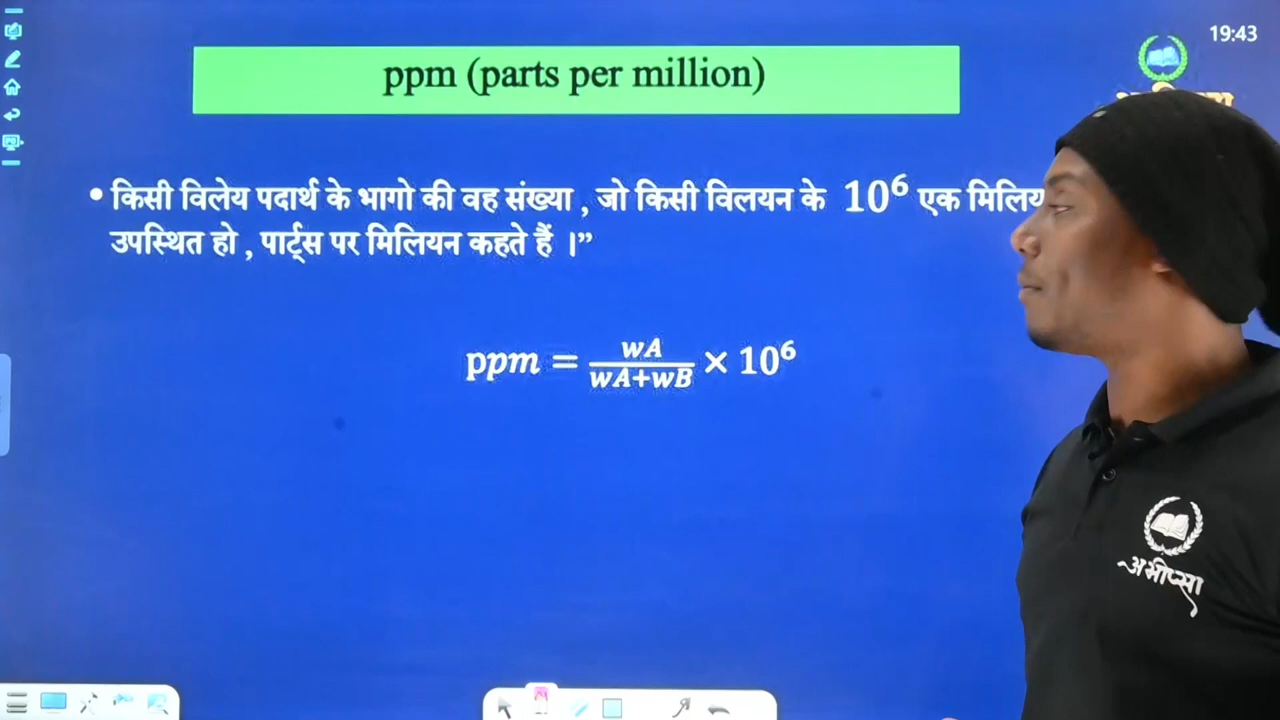 19:43
ppm (parts per million)
• किसी विलेय पदार्थ के भागो की वह संख्या , जो किसी विलयन के 10⁶ एक
उपस्थित हो , पार्ट्स पर मिलियन कहते हैं ।”
ppm = wA / wA+wB × 10⁶
अभीप्सा